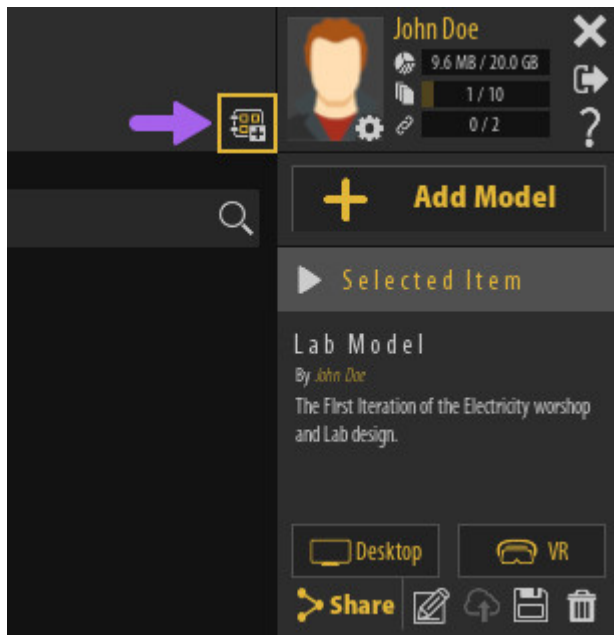 John Doe
9.6 MB / 20.0 GB
1 / 10
0 / 2
?
Add Model
Selected Item
Lab Model
By John Doe
The First Iteration of the Electricity worshop
and Lab design.
Desktop
VR
Share